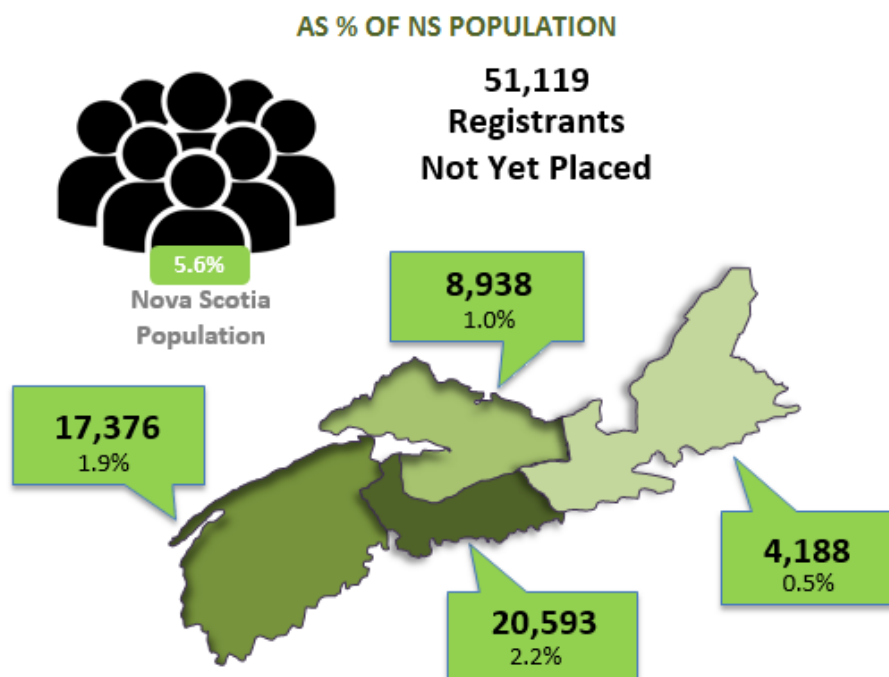 AS % OF NS POPULATION
51,119
Registrants
Not Yet Placed
5.6%
Nova Scotia
Population
8,938
1.0%
17,376
1.9%
4,188
0.5%
20,593
2.2%